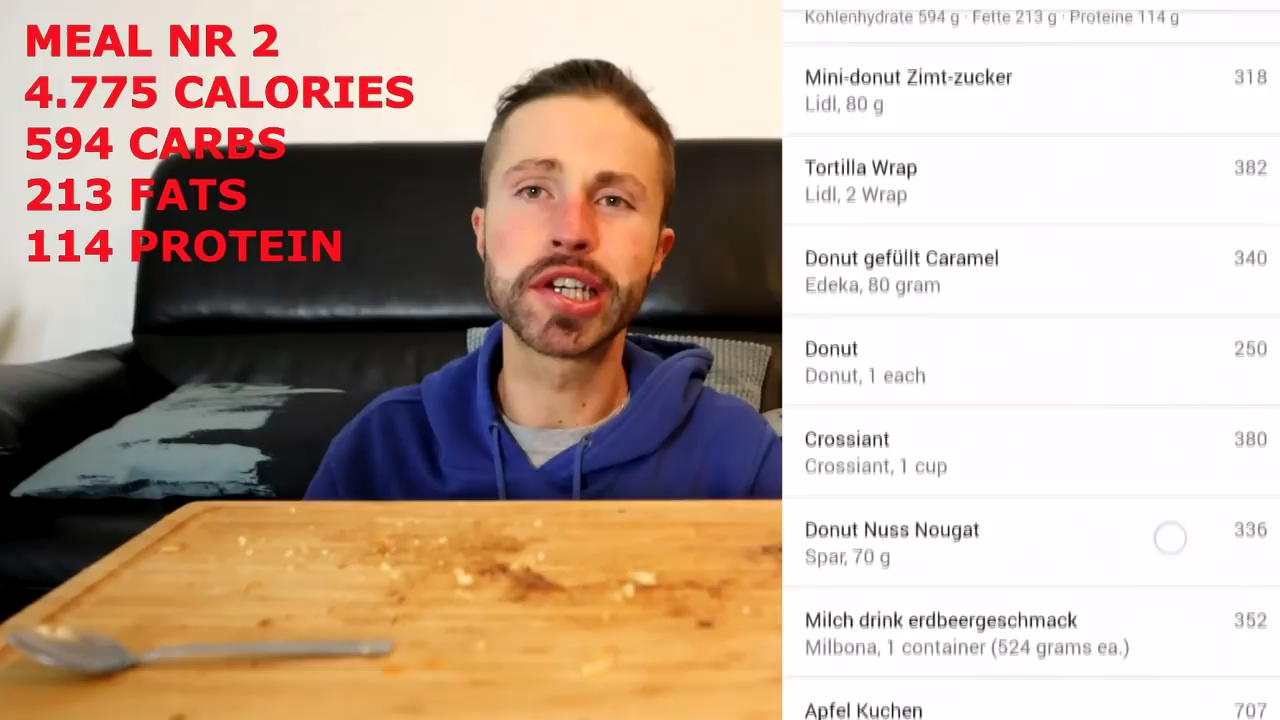 MEAL NR 2
4.775 CALORIES
594 CARBS
213 FATS
114 PROTEIN
Kohlenhydrate 594 g · Fette 213 g · Proteine 114 g
Mini-donut Zimt-zucker 318
Lidl, 80 g
Tortilla Wrap 382
Lidl, 2 Wrap
Donut gefüllt Caramel 340
Edeka, 80 gram
Donut 250
Donut, 1 each
Crossiant 380
Crossiant, 1 cup
Donut Nuss Nougat 336
Spar, 70 g
Milch drink erdbeergeschmack 352
Milbona, 1 container (524 grams ea.)
Apfel Kuchen 707